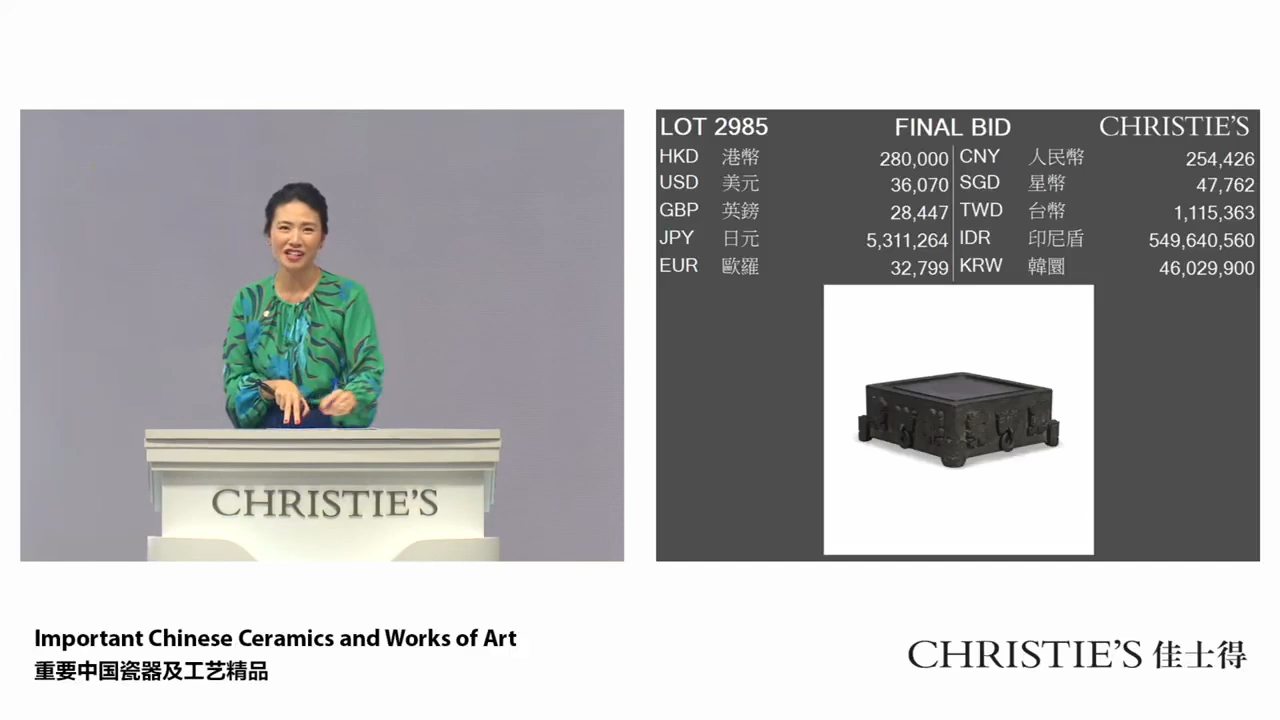 CHRISTIE'S
LOT 2985 FINAL BID CHRISTIE'S
HKD 港幣 280,000 CNY 人民幣 254,426
USD 美元 36,070 SGD 星幣 47,762
GBP 英鎊 28,447 TWD 台幣 1,115,363
JPY 日元 5,311,264 IDR 印尼盾 549,640,560
EUR 歐羅 32,799 KRW 韓圜 46,029,900
Important Chinese Ceramics and Works of Art
重要中国瓷器及工艺精品
CHRISTIE'S 佳士得